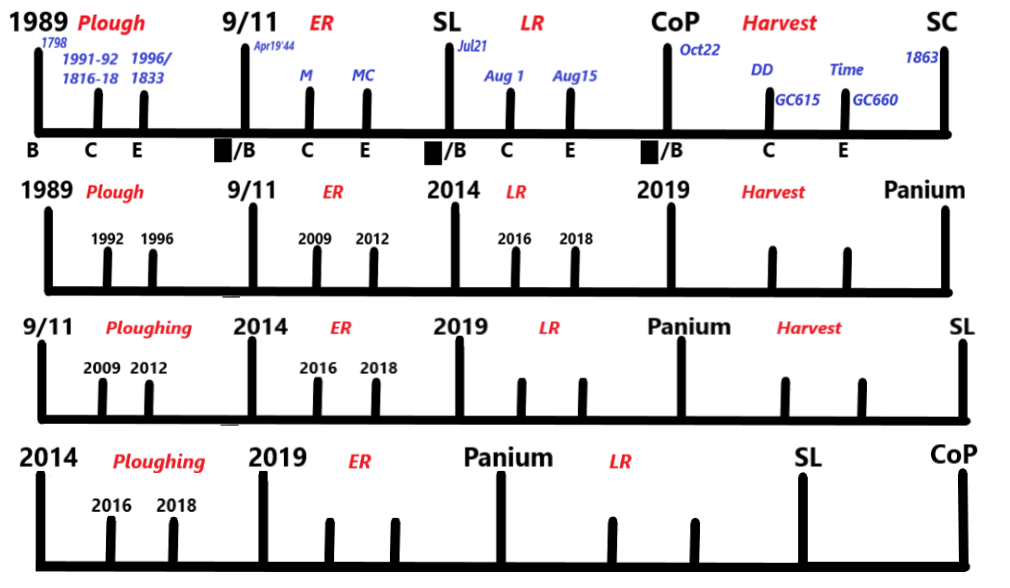 1989 Plough 9/11 ER SL LR CoP Harvest SC
1798 Apr19'44 Jul21 Oct22 1863
1991-92 1996/
1816-18 1833 M MC Aug 1 Aug15 DD Time
GC615 GC660
B C E /B C E /B C E /B C E
1989 Plough 9/11 ER 2014 LR 2019 Harvest Panium
1992 1996 2009 2012 2016 2018
9/11 Ploughing 2014 ER 2019 LR Panium Harvest SL
2009 2012 2016 2018
2014 Ploughing 2019 ER Panium LR SL CoP
2016 2018